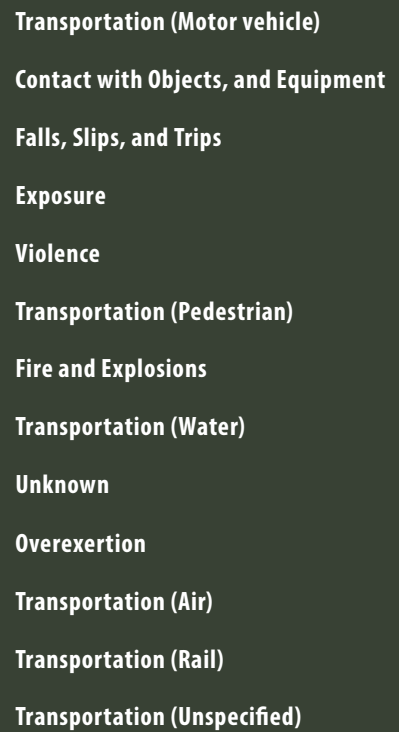 Transportation (Motor vehicle)
Contact with Objects, and Equipment
Falls, Slips, and Trips
Exposure
Violence
Transportation (Pedestrian)
Fire and Explosions
Transportation (Water)
Unknown
Overexertion
Transportation (Air)
Transportation (Rail)
Transportation (Unspecified)